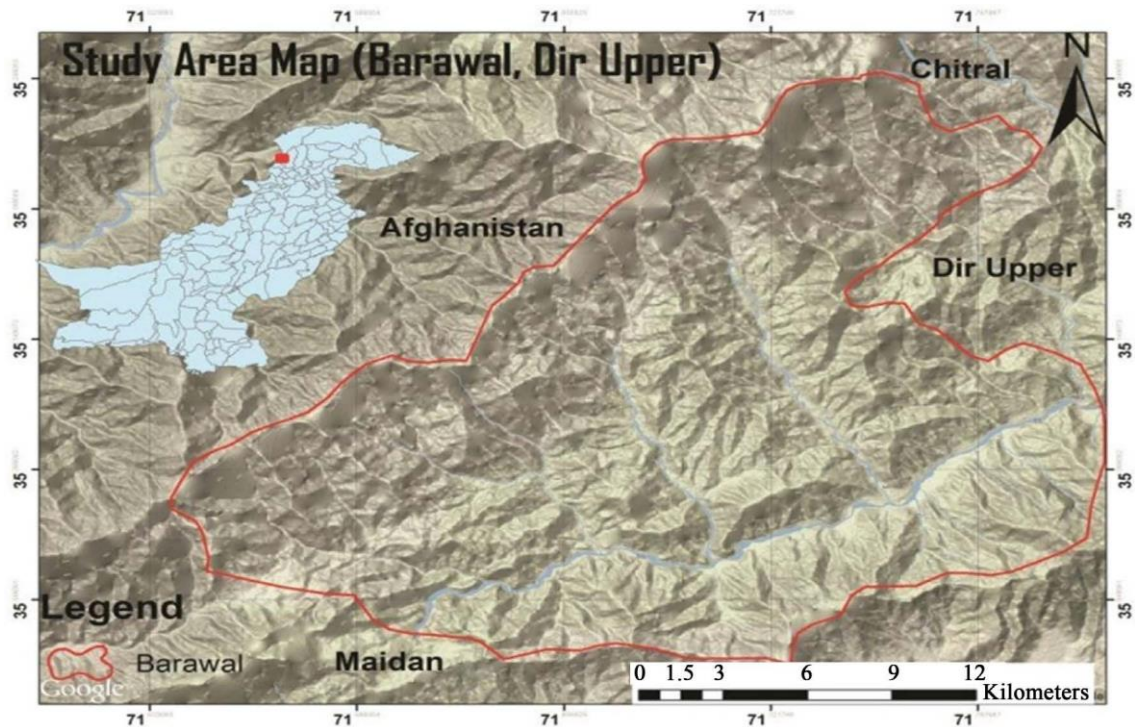 71 71 71 71 71
Study Area Map (Barawal, Dir Upper)
Chitral
N
35 35
Afghanistan
35 35
Dir Upper
35 35
35 35
35 35
Legend
Barawal
Maidan
Google
0 1.5 3 6 9 12
Kilometers
71 71 71 71 71